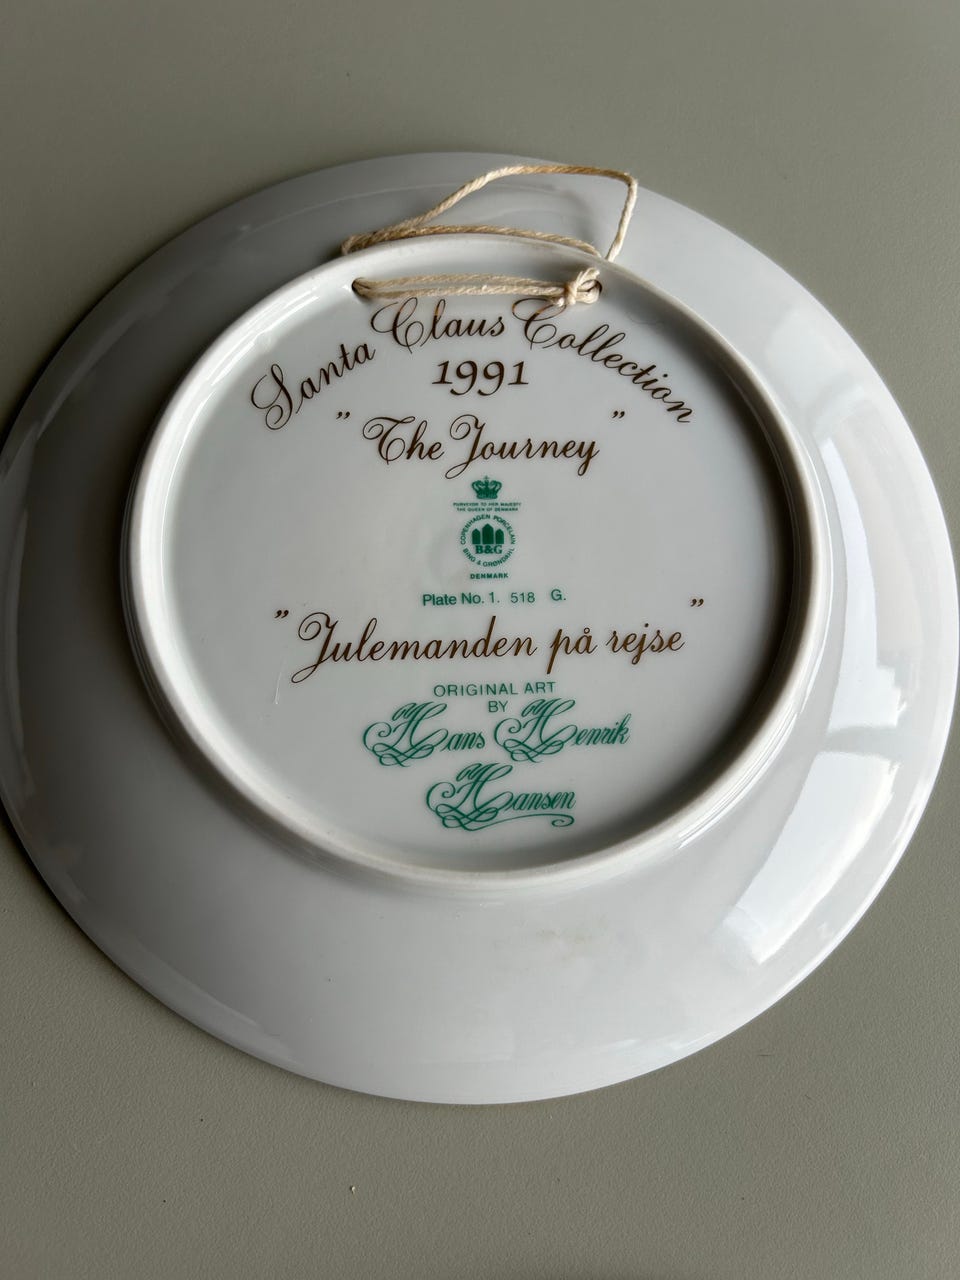 Santa Claus Collection
1991
"The Journey"
PURVEYOR TO HER MAJESTY
THE QUEEN OF DENMARK
COPENHAGEN PORCELAIN
B&G
BING & GRØNDAHL
DENMARK
Plate No. 1. 518 G.
"Julemanden på rejse"
ORIGINAL ART
BY
Hans Henrik
Hansen